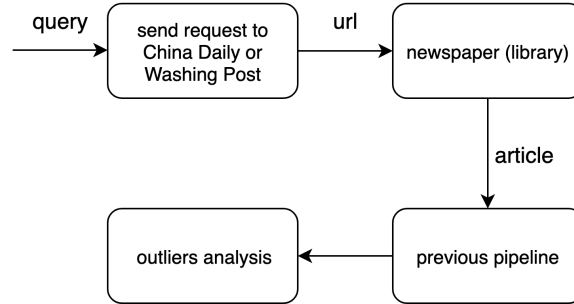 query
send request to
China Daily or
Washing Post
url
newspaper (library)
article
previous pipeline
outliers analysis